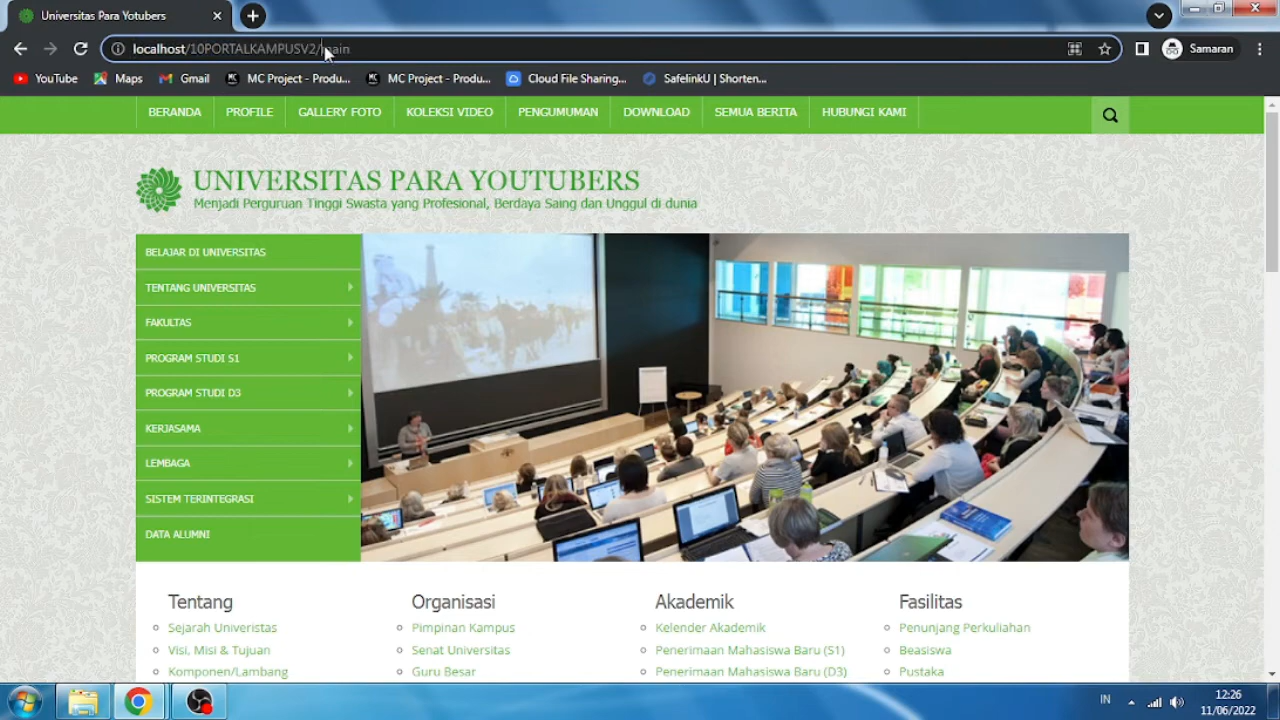 Universitas Para Yotubers
localhost/10PORTALKAMPUSV2/main
Samaran
YouTube
Maps
Gmail
MC Project - Produ...
MC Project - Produ...
Cloud File Sharing...
SafelinkU | Shorten...
BERANDA
PROFILE
GALLERY FOTO
KOLEKSI VIDEO
PENGUMUMAN
DOWNLOAD
SEMUA BERITA
HUBUNGI KAMI
UNIVERSITAS PARA YOUTUBERS
Menjadi Perguruan Tinggi Swasta yang Profesional, Berdaya Saing dan Unggul di dunia
BELAJAR DI UNIVERSITAS
TENTANG UNIVERSITAS
FAKULTAS
PROGRAM STUDI S1
PROGRAM STUDI D3
KERJASAMA
LEMBAGA
SISTEM TERINTEGRASI
DATA ALUMNI
Tentang
Sejarah Univeristas
Visi, Misi & Tujuan
Komponen/Lambang
Organisasi
Pimpinan Kampus
Senat Universitas
Guru Besar
Akademik
Kelender Akademik
Penerimaan Mahasiswa Baru (S1)
Penerimaan Mahasiswa Baru (D3)
Fasilitas
Penunjang Perkuliahan
Beasiswa
Pustaka
IN
12:26
11/06/2022